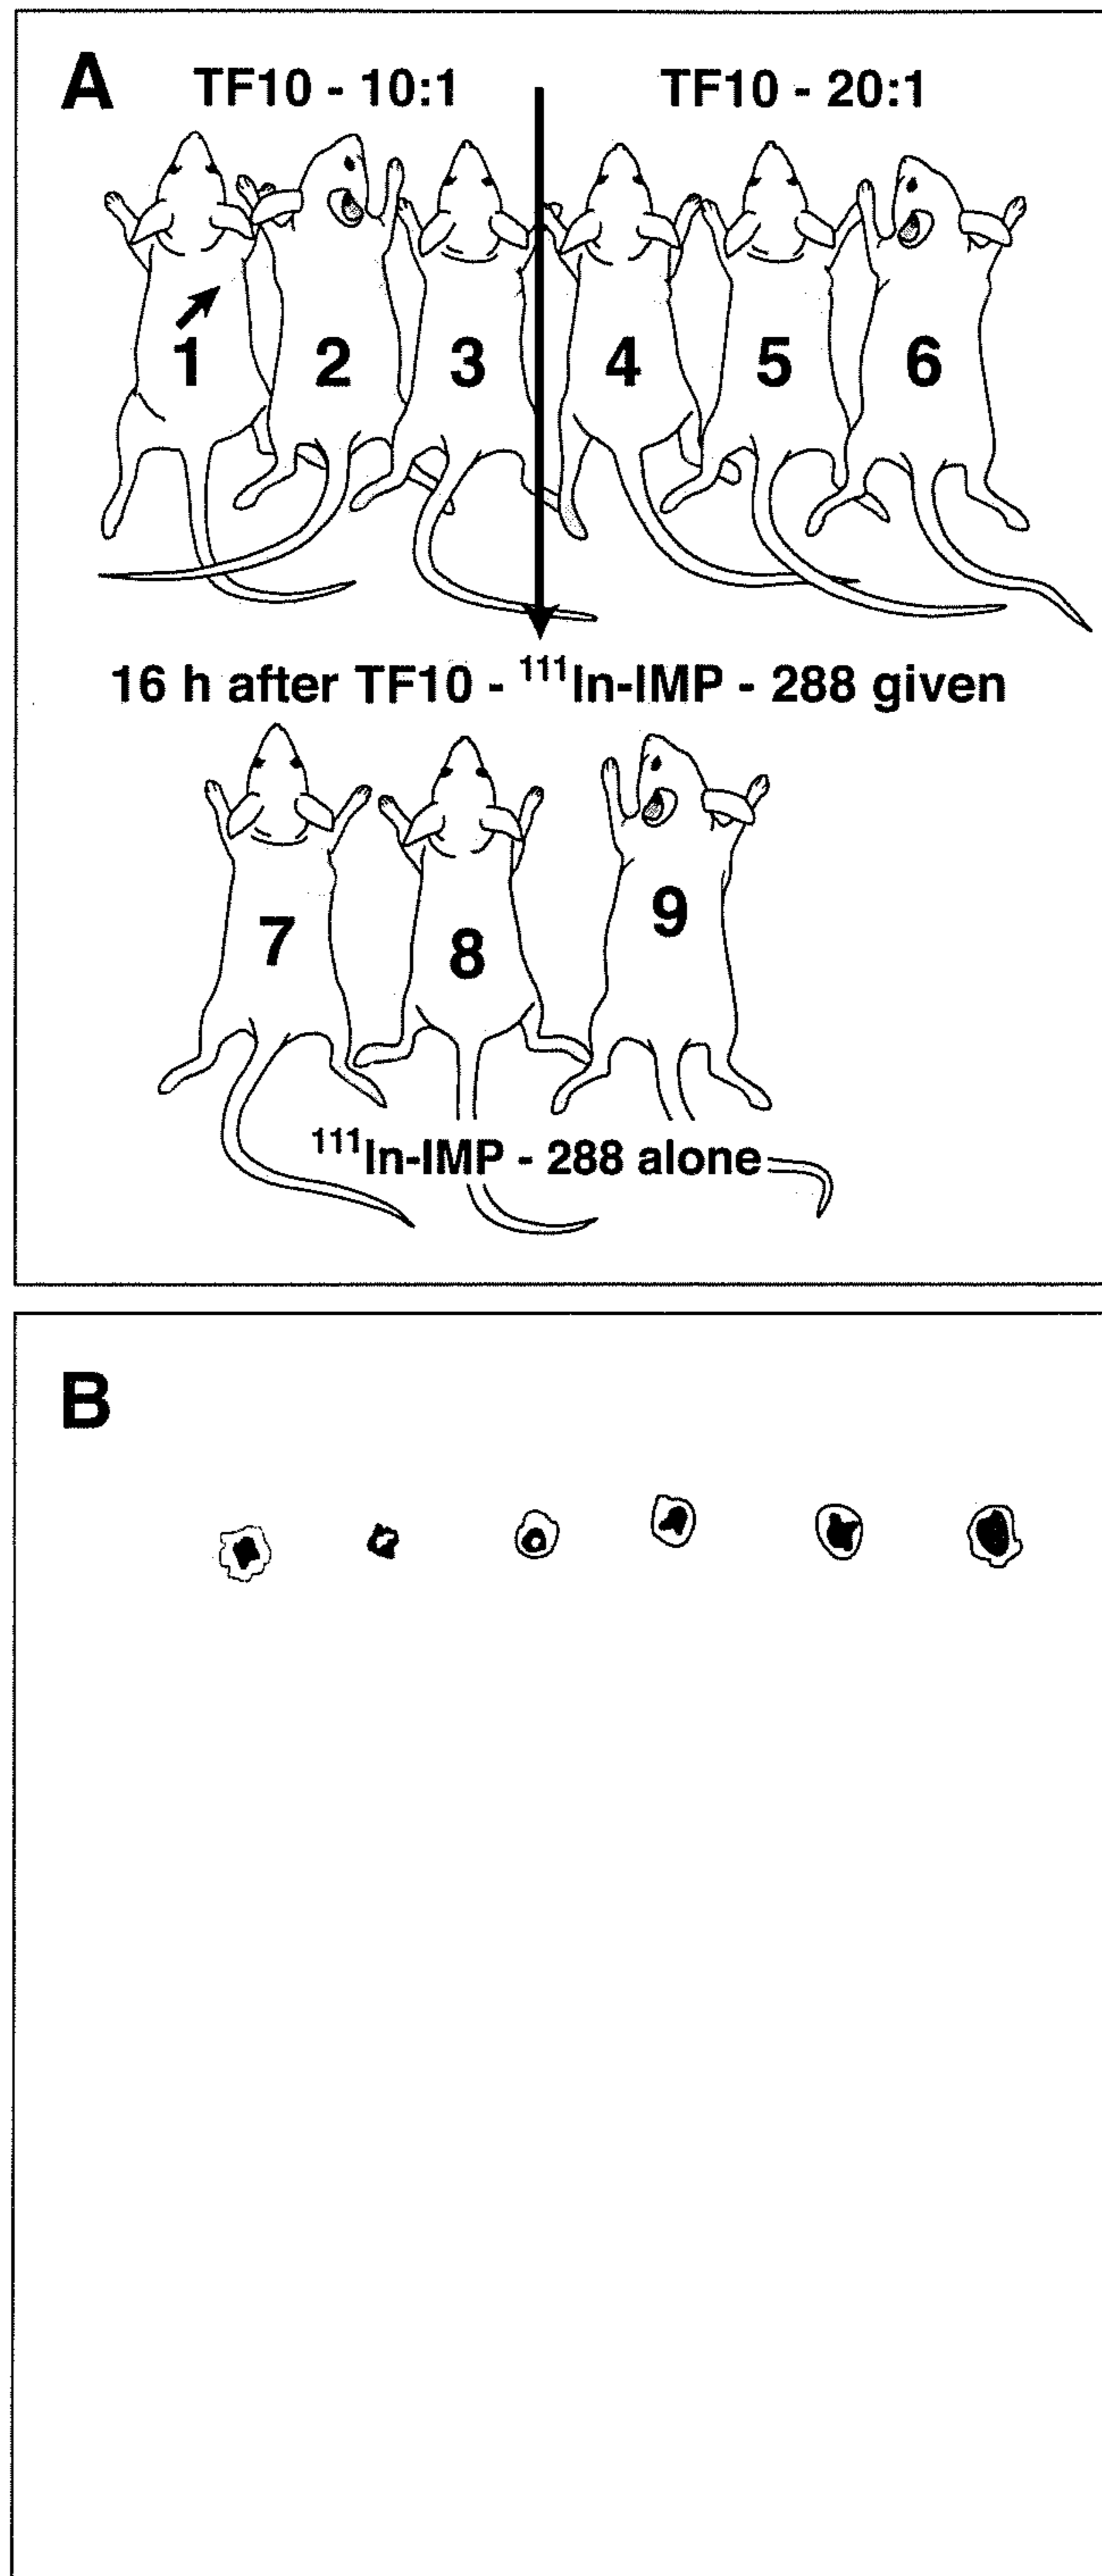 A
TF10 - 10:1
TF10 - 20:1
1 2 3 4 5 6
16 h after TF10 - ¹¹¹In-IMP - 288 given
7 8 9
¹¹¹In-IMP - 288 alone
B